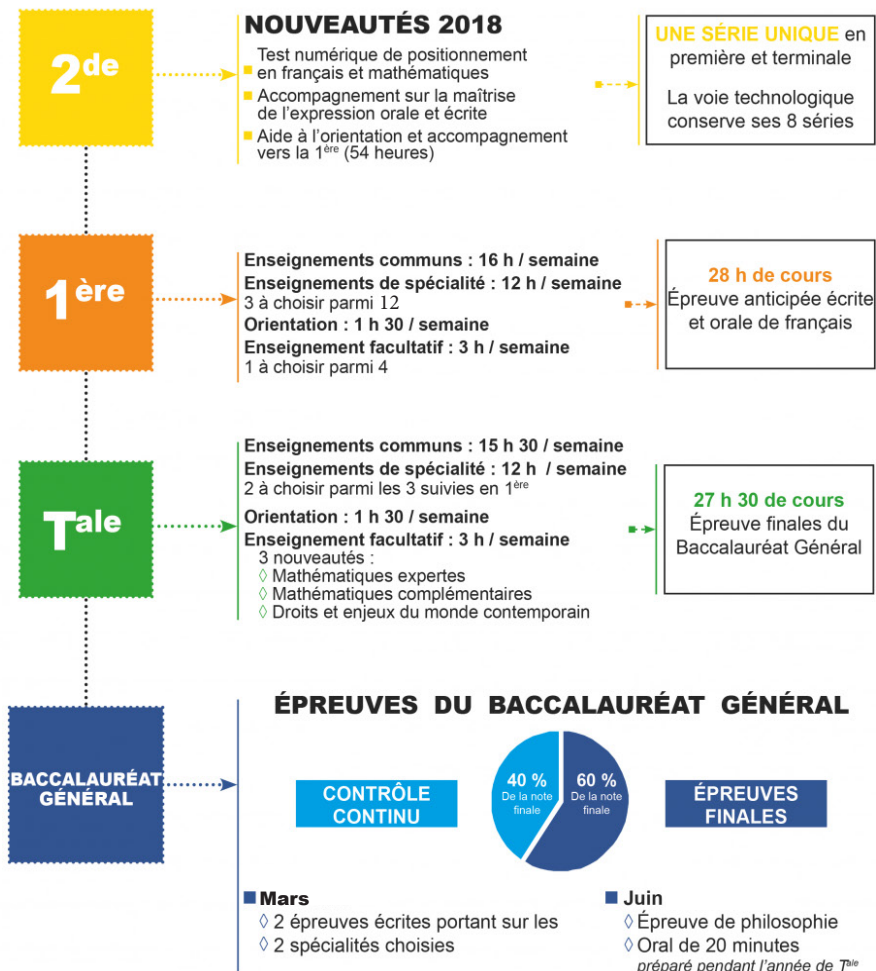 2de
NOUVEAUTÉS 2018
Test numérique de positionnement
en français et mathématiques
Accompagnement sur la maîtrise
de l'expression orale et écrite
Aide à l'orientation et accompagnement
vers la 1ère (54 heures)
UNE SÉRIE UNIQUE en
première et terminale
La voie technologique
conserve ses 8 séries
1ère
Enseignements communs : 16 h / semaine
Enseignements de spécialité : 12 h / semaine
3 à choisir parmi 12
Orientation : 1 h 30 / semaine
Enseignement facultatif : 3 h / semaine
1 à choisir parmi 4
28 h de cours
Épreuve anticipée écrite
et orale de français
Tale
Enseignements communs : 15 h 30 / semaine
Enseignements de spécialité : 12 h / semaine
2 à choisir parmi les 3 suivies en 1ère
Orientation : 1 h 30 / semaine
Enseignement facultatif : 3 h / semaine
3 nouveautés :
◊ Mathématiques expertes
◊ Mathématiques complémentaires
◊ Droits et enjeux du monde contemporain
27 h 30 de cours
Épreuve finales du
Baccalauréat Général
BACCALAURÉAT
GÉNÉRAL
ÉPREUVES DU BACCALAURÉAT GÉNÉRAL
CONTRÔLE
CONTINU
40 %
De la note
finale
60 %
De la note
finale
ÉPREUVES
FINALES
Mars
◊ 2 épreuves écrites portant sur les
◊ 2 spécialités choisies
Juin
◊ Épreuve de philosophie
◊ Oral de 20 minutes
préparé pendant l'année de Tale